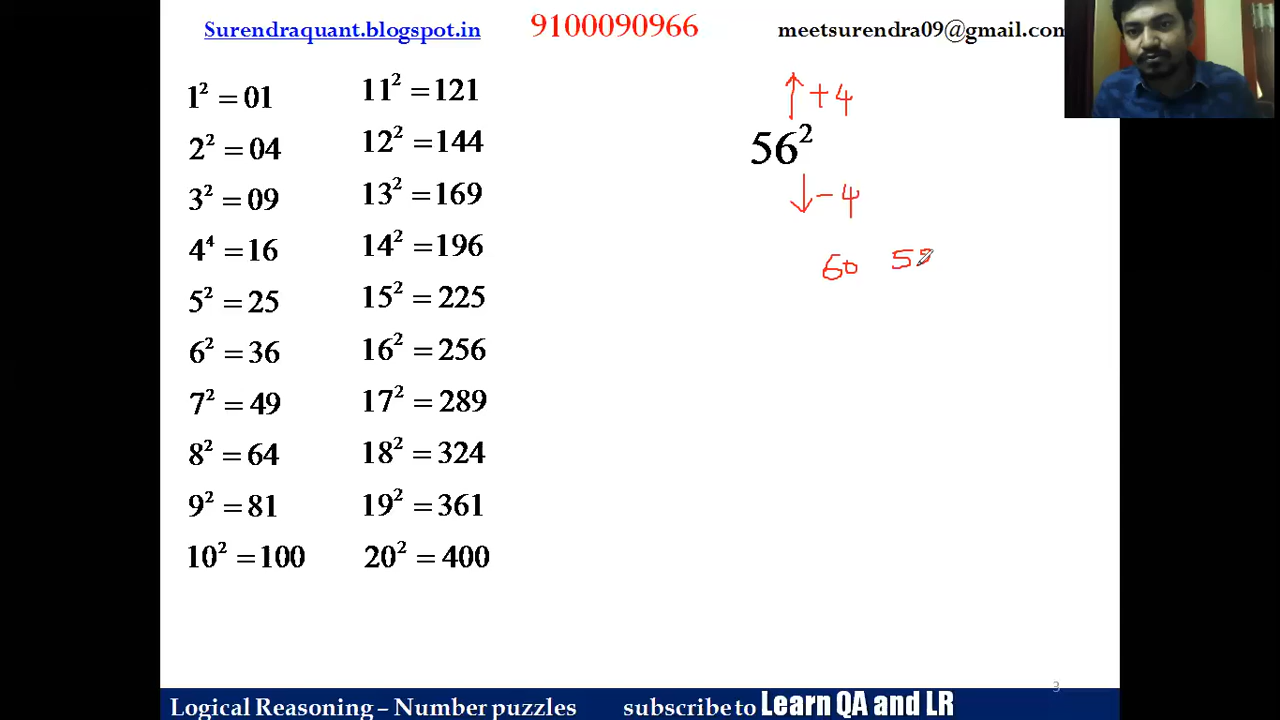 Surendraquant.blogspot.in 9100090966 meetsurendra09@gmail.com
1² = 01
2² = 04
3² = 09
4⁴ = 16
5² = 25
6² = 36
7² = 49
8² = 64
9² = 81
10² = 100
11² = 121
12² = 144
13² = 169
14² = 196
15² = 225
16² = 256
17² = 289
18² = 324
19² = 361
20² = 400
+4
56²
-4
60
3
Logical Reasoning – Number puzzles subscribe to Learn QA and LR